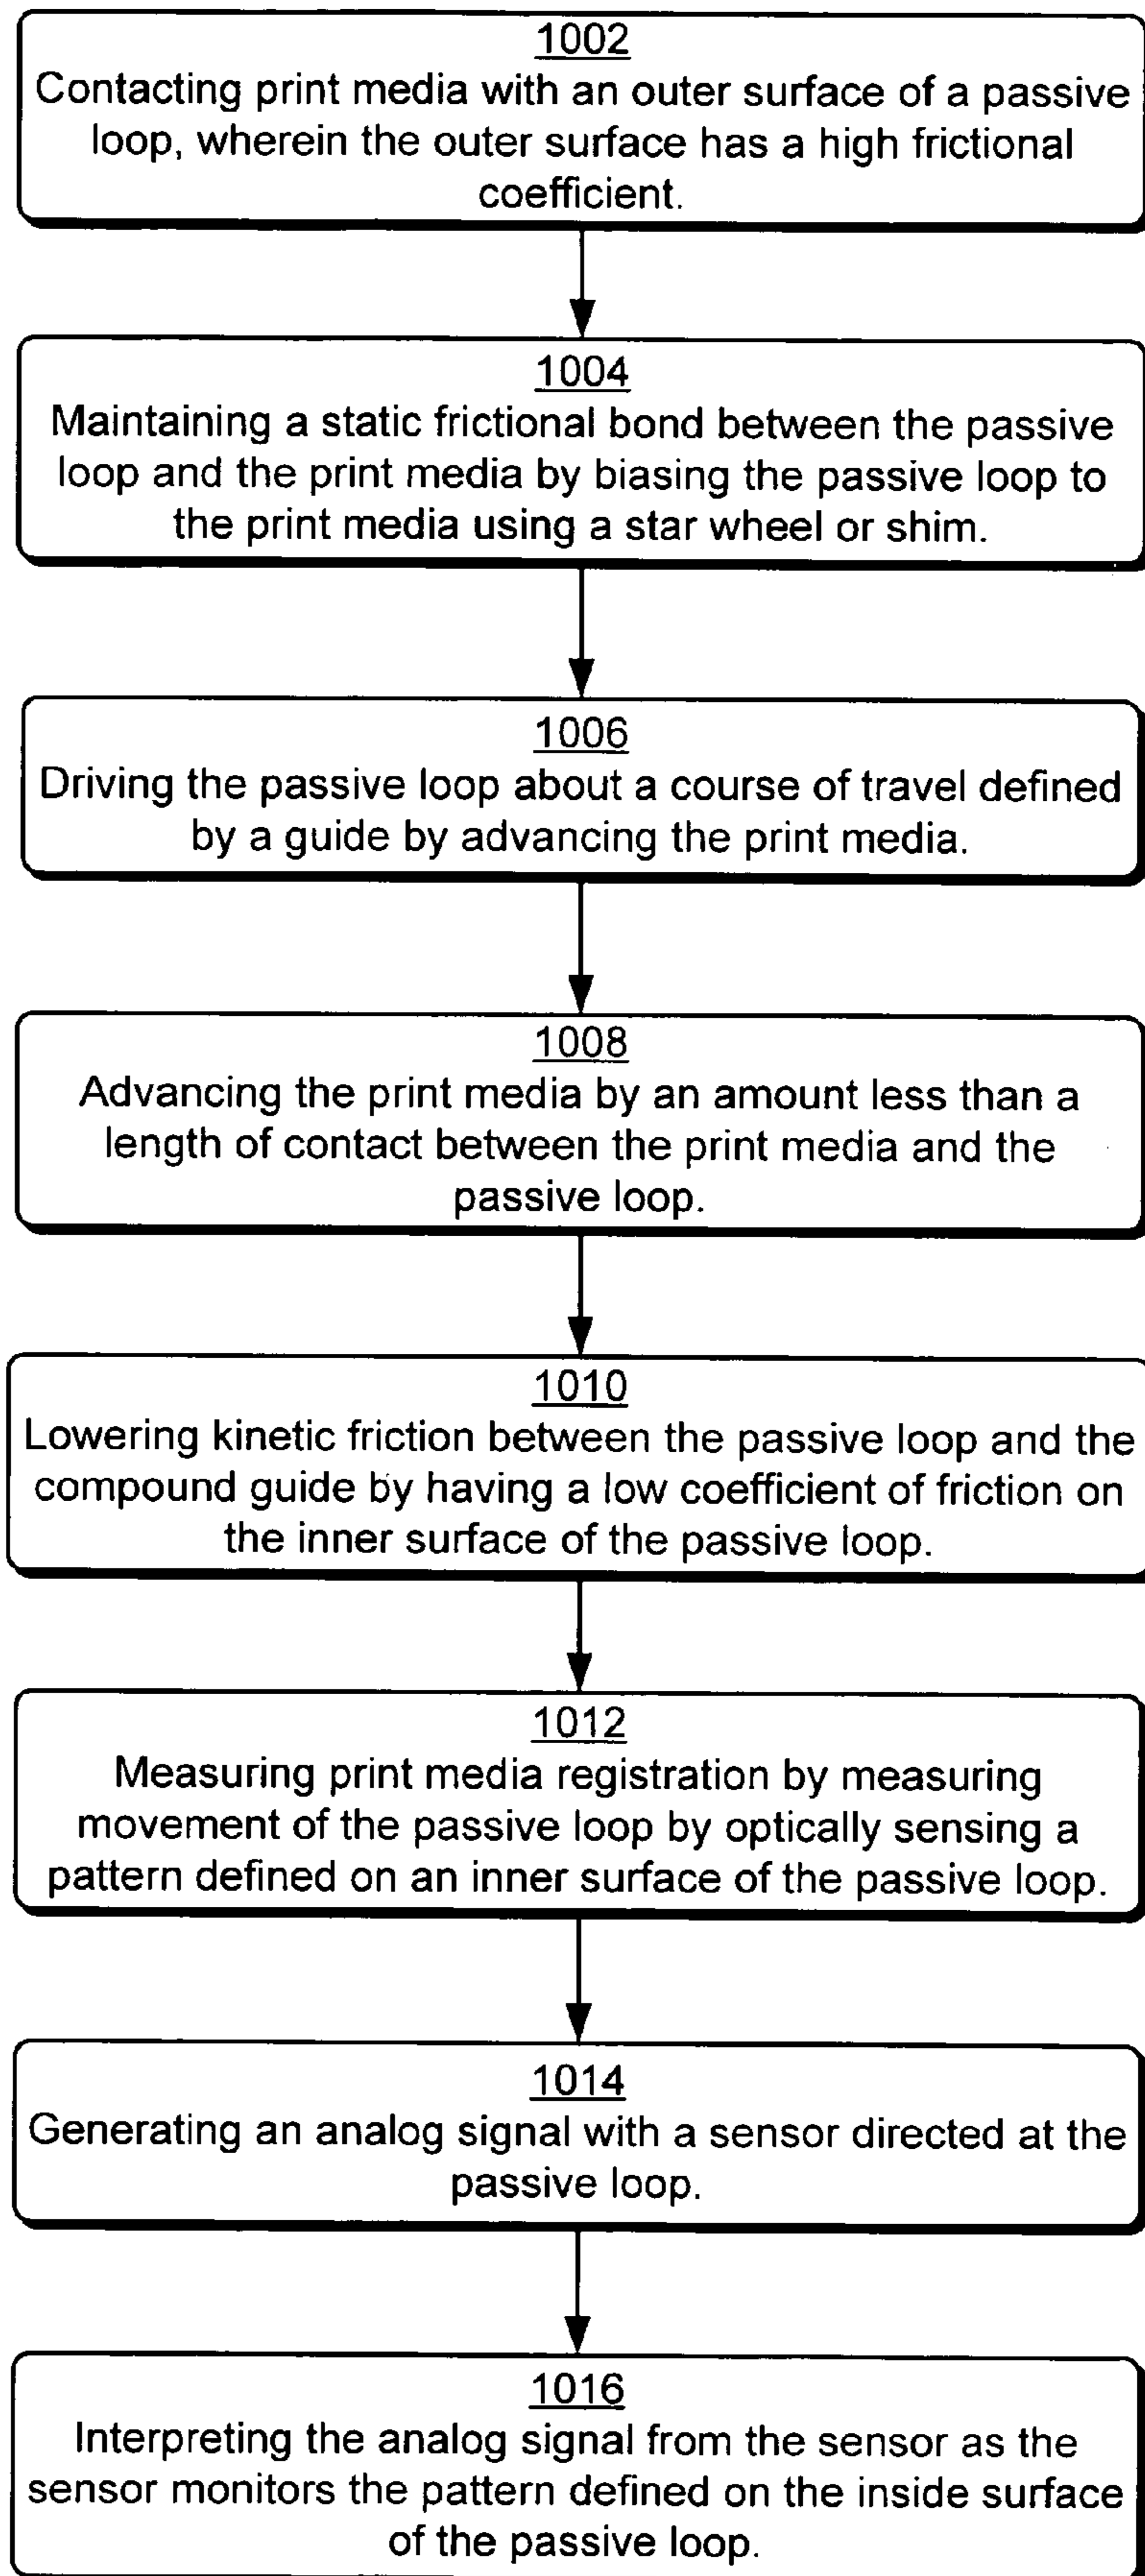 1002
Contacting print media with an outer surface of a passive
loop, wherein the outer surface has a high frictional
coefficient.
1004
Maintaining a static frictional bond between the passive
loop and the print media by biasing the passive loop to
the print media using a star wheel or shim.
1006
Driving the passive loop about a course of travel defined
by a guide by advancing the print media.
1008
Advancing the print media by an amount less than a
length of contact between the print media and the
passive loop.
1010
Lowering kinetic friction between the passive loop and the
compound guide by having a low coefficient of friction on
the inner surface of the passive loop.
1012
Measuring print media registration by measuring
movement of the passive loop by optically sensing a
pattern defined on an inner surface of the passive loop.
1014
Generating an analog signal with a sensor directed at the
passive loop.
1016
Interpreting the analog signal from the sensor as the
sensor monitors the pattern defined on the inside surface
of the passive loop.